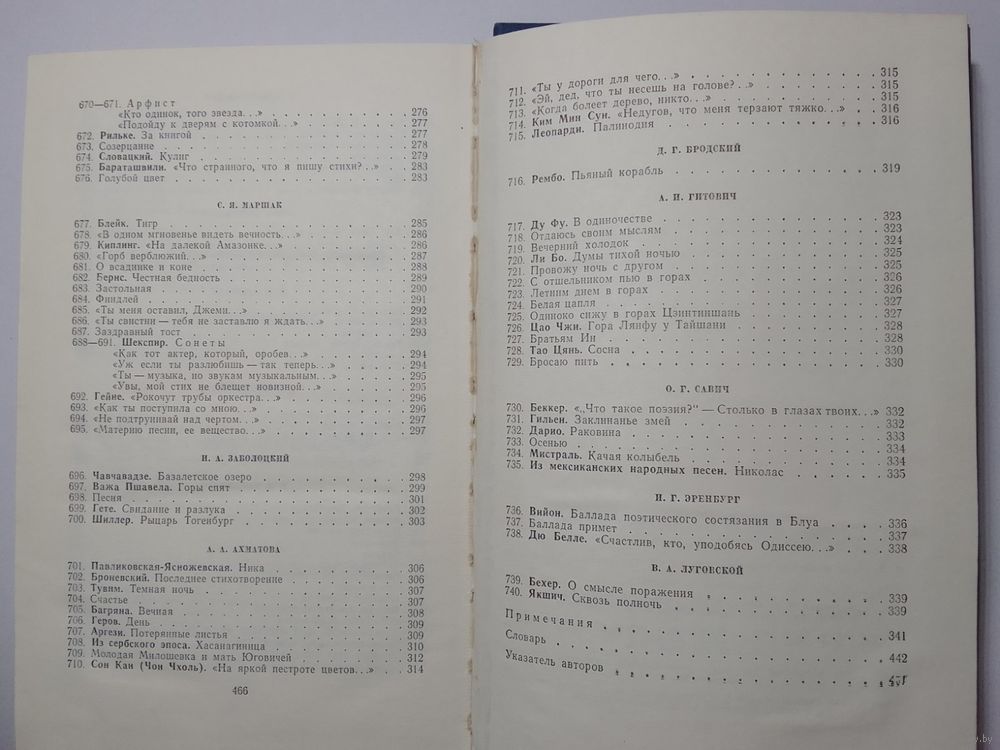 670—671. Арфист
«Кто одинок, того звезда. . .» 276
«Подойду к дверям с котомкой. . .» 277
672. Рильке. За книгой 277
673. Созерцание 278
674. Словацкий. Кулиг 279
675. Бараташвили. «Что странного, что я пишу стихи?. .» 283
676. Голубой цвет 283
С. Я. МАРШАК
677. Блейк. Тигр 285
678. «В одном мгновенье видеть вечность. . .» 286
679. Киплинг. «На далекой Амазонке. . .» 286
680. «Горб верблюжий. . .» 287
681. О всаднике и коне 288
682. Бернс. Честная бедность 289
683. Застольная 290
684. Финдлей 291
685. «Ты меня оставил, Джеми. . .» 292
686. «Ты свистни — тебя не заставлю я ждать. . .» 293
687. Заздравный тост 293
688—691. Шекспир. Сонеты
«Как тот актер, который, оробев. . .» 294
«Уж если ты разлюбишь — так теперь. . .» 294
«Ты — музыка, но звукам музыкальным. . .» 295
«Увы, мой стих не блещет новизной. . .» 295
692. Гейне. «Рокочут трубы оркестра. . .» 296
693. «Как ты поступила со мною. . .» 296
694. «Не подтрунивай над чертом. . .» 297
695. «Материю песни, ее вещество. . .» 297
Н. А. ЗАБОЛОЦКИЙ
696. Чавчавадзе. Базалетское озеро 298
697. Важа Пшавела. Горы спят 299
698. Песня 301
699. Гете. Свидание и разлука 302
700. Шиллер. Рыцарь Тогенбург 303
А. А. АХМАТОВА
701. Павликовская-Ясножевская. Ника 306
702. Броневский. Последнее стихотворение 306
703. Тувим. Темная ночь 307
704. Счастье 307
705. Багряна. Вечная 308
706. Геров. День 309
707. Аргези. Потерянные листья 309
708. Из сербского эпоса. Хасанагиница 310
709. Молодая Милошевка и мать Юговичей 312
710. Сон Кан (Чон Чхоль). «На яркой пестроте цветов. . .» 314
466
711. «Ты у дороги для чего. . .» 315
712. «Эй, дед, что ты несешь на голове?. .» 315
713. «Когда болеет дерево, никто. . .» 315
714. Ким Мин Сун. «Недугов, что меня терзают тяжко. . .» 316
715. Леопарди. Палинодия 316
Д. Г. БРОДСКИЙ
716. Рембо. Пьяный корабль 319
А. И. ГИТОВИЧ
717. Ду Фу. В одиночестве 323
718. Отдаюсь своим мыслям 323
719. Вечерний холодок 324
720. Ли Бо. Думы тихой ночью 325
721. Провожу ночь с другом 325
722. С отшельником пью в горах 326
723. Летним днем в горах 326
724. Белая цапля 327
725. Одиноко сижу в горах Цзинтиншань 327
726. Цао Чжи. Гора Лянфу у Тайшани 328
727. Братьям Ин 328
728. Тао Цянь. Сосна 330
729. Бросаю пить 330
О. Г. САВИЧ
730. Беккер. «„Что такое поэзия?“ — Столько в глазах твоих. . .» 332
731. Гильен. Заклинанье змей 332
732. Дарио. Раковина 333
733. Осенью 334
734. Мистраль. Качая колыбель 334
735. Из мексиканских народных песен. Николас 335
И. Г. ЭРЕНБУРГ
736. Вийон. Баллада поэтического состязания в Блуа 336
737. Баллада примет 337
738. Дю Белле. «Счастлив, кто, уподобясь Одиссею. . .» 338
В. А. ЛУГОВСКОЙ
739. Бехер. О смысле поражения 339
740. Якшич. Сквозь полночь 339
Примечания 341
Словарь 442
Указатель авторов